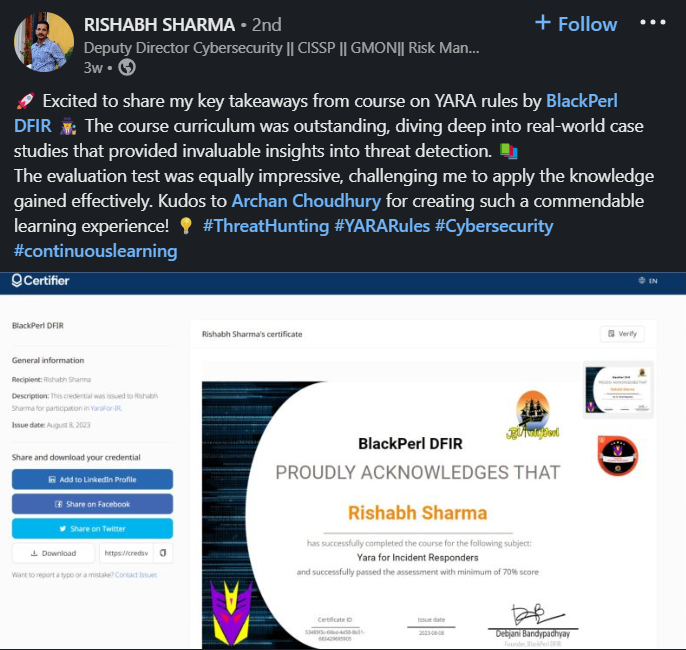 RISHABH SHARMA • 2nd
+ Follow
Deputy Director Cybersecurity || CISSP || GMON|| Risk Man...
3w •
🚀 Excited to share my key takeaways from course on YARA rules by BlackPerl
DFIR 🕵️ The course curriculum was outstanding, diving deep into real-world case
studies that provided invaluable insights into threat detection. 📚
The evaluation test was equally impressive, challenging me to apply the knowledge
gained effectively. Kudos to Archan Choudhury for creating such a commendable
learning experience! 💡 #ThreatHunting #YARARules #Cybersecurity
#continuouslearning
Certifier
EN
BlackPerl DFIR
Rishabh Sharma's certificate
Verify
General information
Recipient: Rishabh Sharma
Description: This credential was issued to Rishabh
Sharma for participation in YaraFor-IR.
Issue date: August 8, 2023
Share and download your credential
Add to LinkedIn Profile
Share on Facebook
Share on Twitter
Download
https://credsv
Want to report a typo or a mistake? Contact Issuer.
BlackPerl
BlackPerl DFIR
PROUDLY ACKNOWLEDGES THAT
Rishabh Sharma
has successfully completed the course for the following subject:
Yara for Incident Responders
and successfully passed the assessment with minimum of 70% score
Certificate ID
Issue date
2023-08-08
Debjani Bandypadhyay
Founder, BlackPerl DFIR